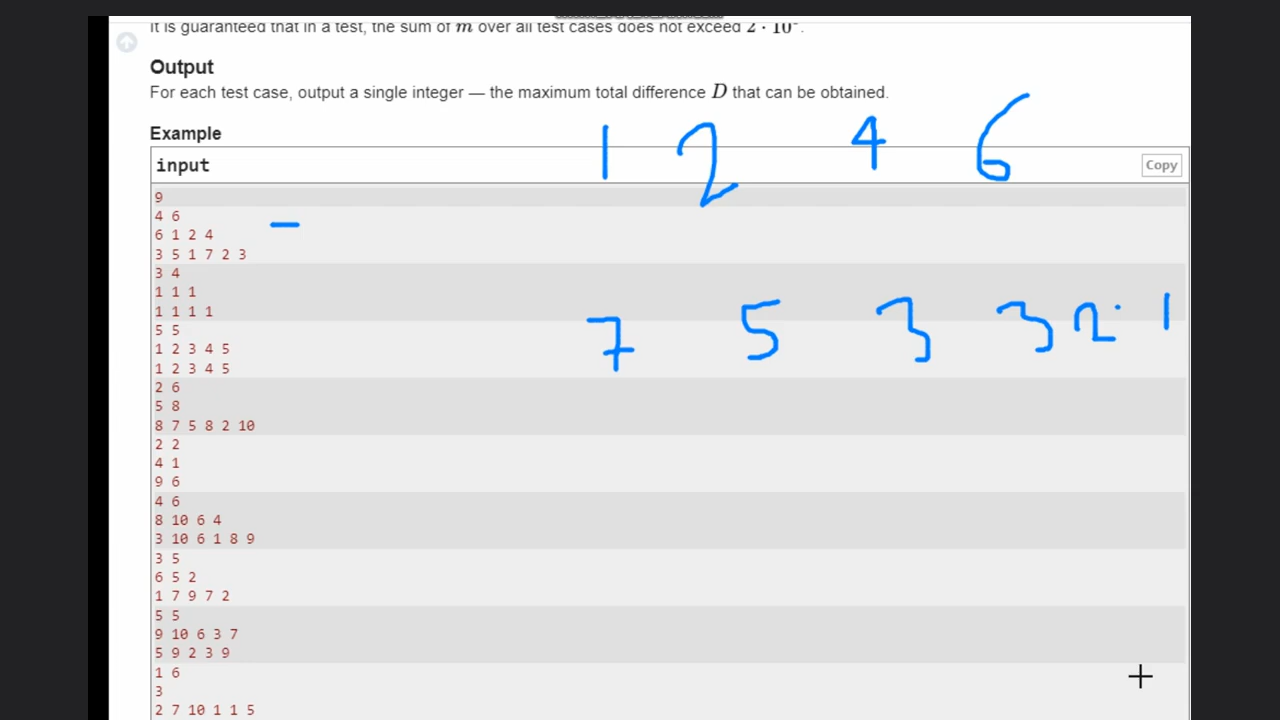 It is guaranteed that in a test, the sum of m over all test cases does not exceed 2 · 10
Output
For each test case, output a single integer — the maximum total difference D that can be obtained.
Example
input
Copy
1 2 4 6
9
4 6
6 1 2 4
3 5 1 7 2 3
3 4
1 1 1
1 1 1 1
5 5
1 2 3 4 5
1 2 3 4 5
7 5 3 3 2 1
2 6
5 8
8 7 5 8 2 10
2 2
4 1
9 6
4 6
8 10 6 4
3 10 6 1 8 9
3 5
6 5 2
1 7 9 7 2
5 5
9 10 6 3 7
5 9 2 3 9
1 6
3
2 7 10 1 1 5